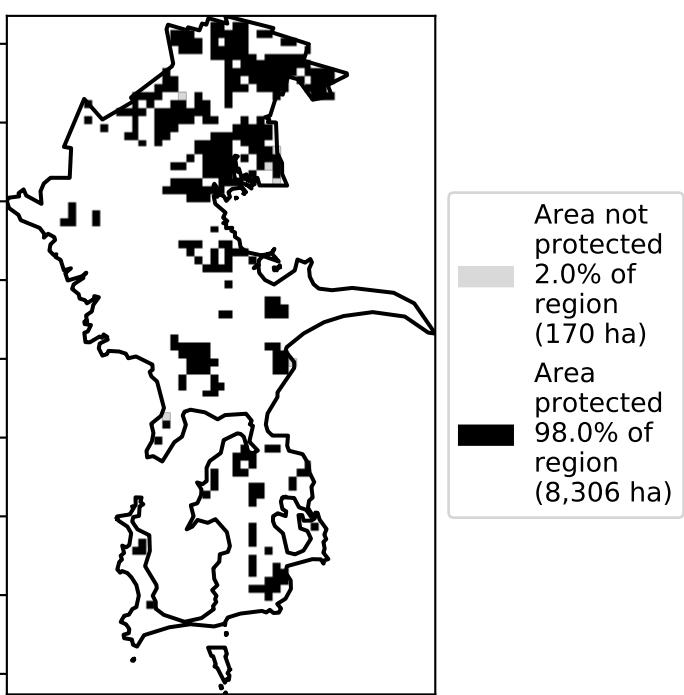 Area not
protected
2.0% of
region
(170 ha)
Area
protected
98.0% of
region
(8,306 ha)